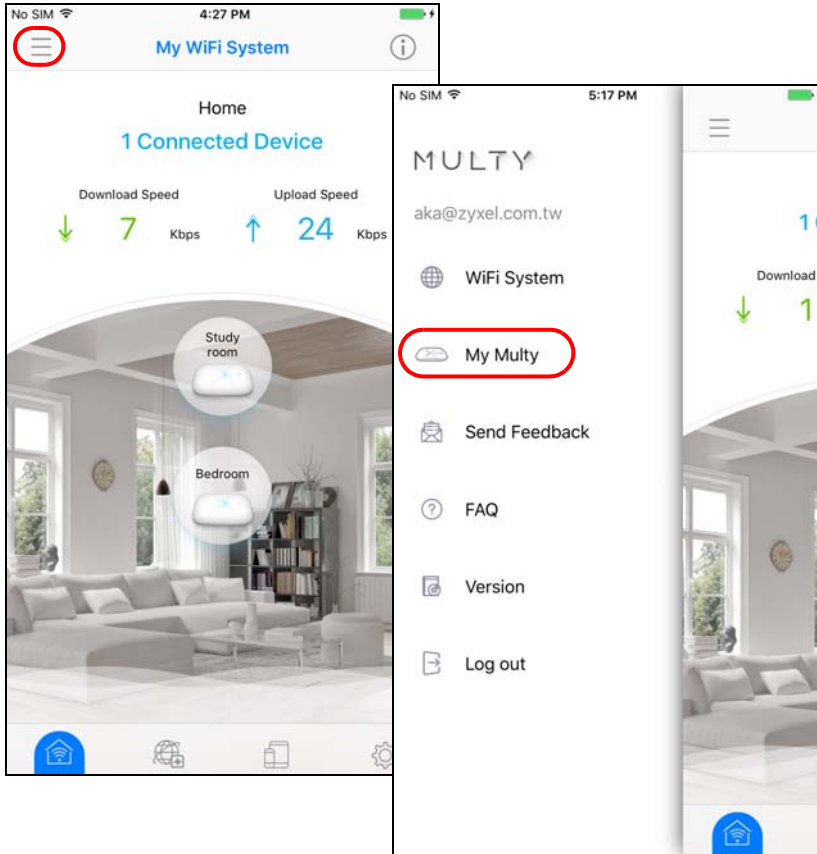 No SIM 4:27 PM
My WiFi System
Home
1 Connected Device
Download Speed Upload Speed
7 Kbps 24 Kbps
Study
room
Bedroom
No SIM 5:17 PM
MULTY
aka@zyxel.com.tw
WiFi System
My Multy
Send Feedback
FAQ
Version
Log out
1
Download
1